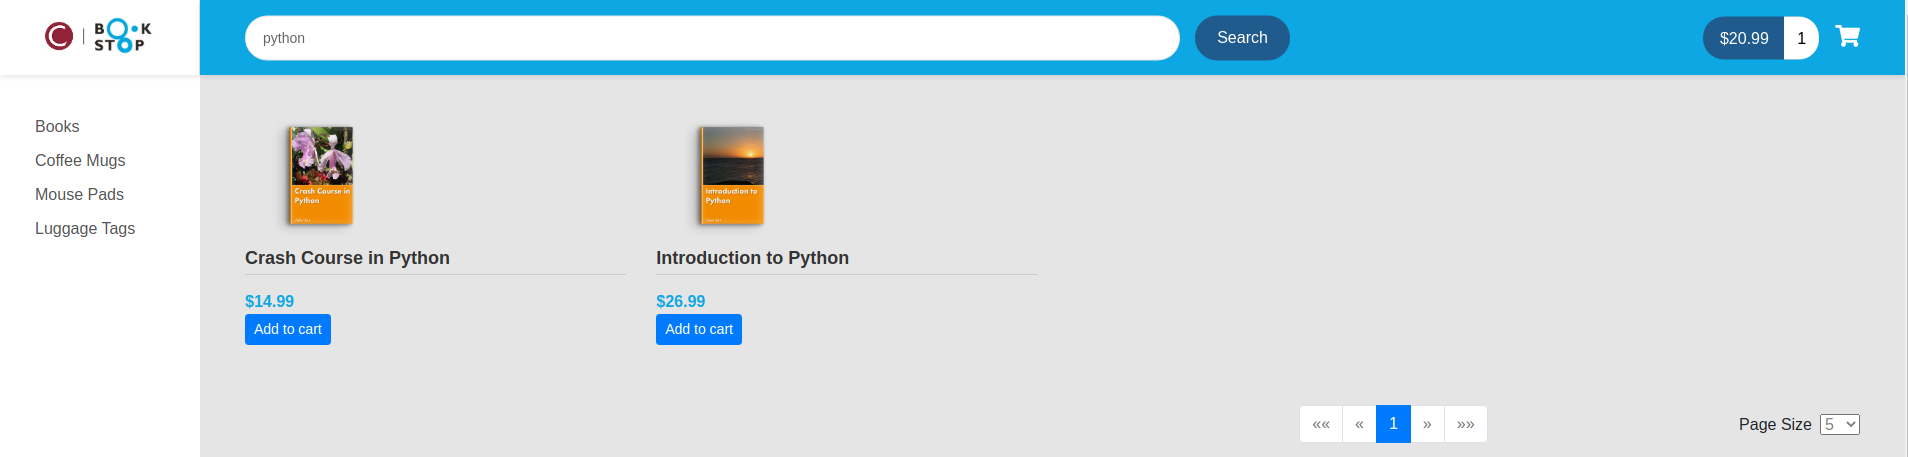 C | BOOK
STOP
python
Search
$20.99 1
Books
Coffee Mugs
Mouse Pads
Luggage Tags
Crash Course in
Python
Introduction to
Python
Crash Course in Python
Introduction to Python
$14.99
$26.99
Add to cart
Add to cart
«« « 1 » »»
Page Size 5